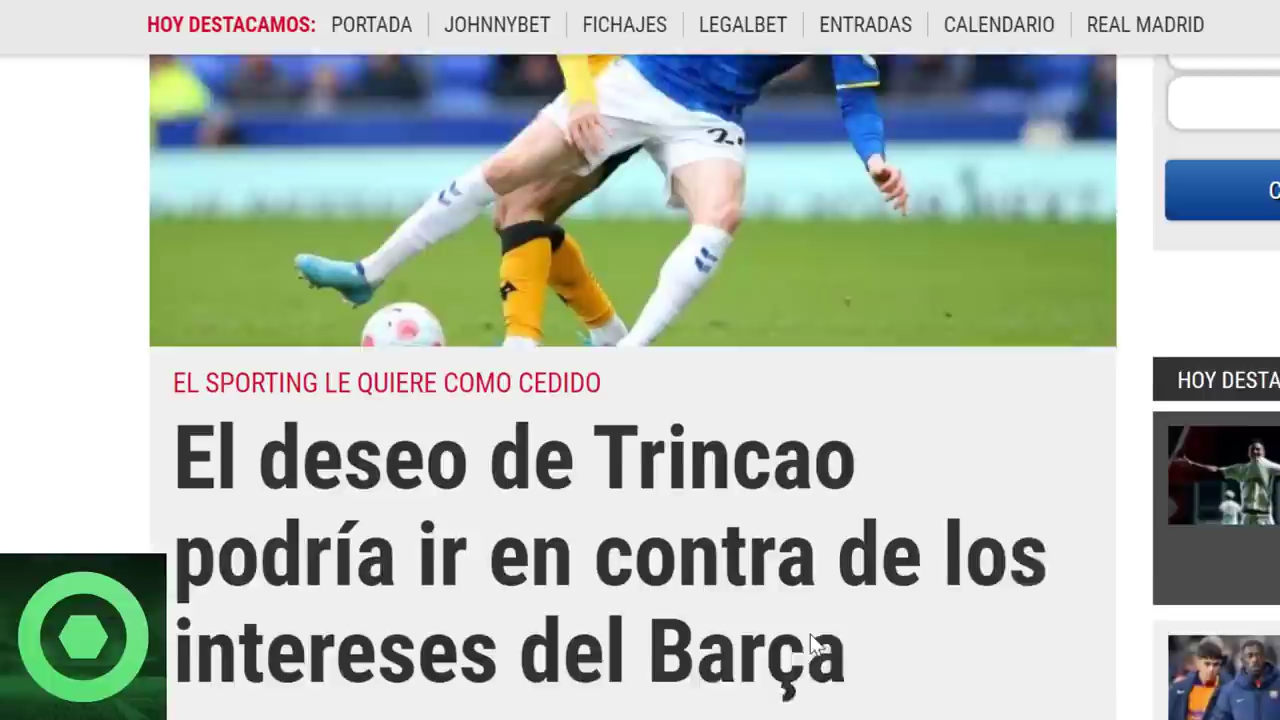 HOY DESTACAMOS: PORTADA JOHNNYBET FICHAJES LEGALBET ENTRADAS CALENDARIO REAL MADRID
EL SPORTING LE QUIERE COMO CEDIDO
El deseo de Trincao
podría ir en contra de los
intereses del Barça
HOY DESTA